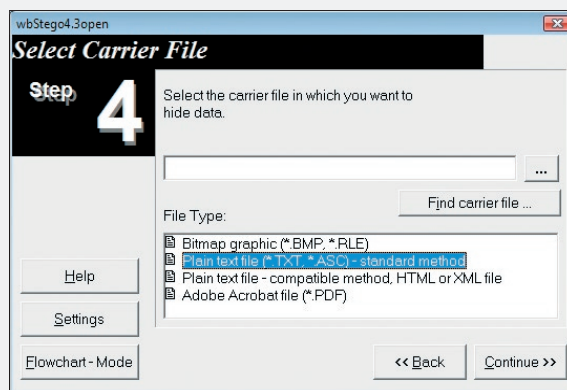 wbStego4.3open
Select Carrier File
Step 4
Select the carrier file in which you want to
hide data.
...
Find carrier file ...
File Type:
Bitmap graphic (*.BMP, *.RLE)
Plain text file (*.TXT, *.ASC) - standard method
Plain text file - compatible method, HTML or XML file
Adobe Acrobat file (*.PDF)
Help
Settings
Flowchart - Mode
<< Back
Continue >>